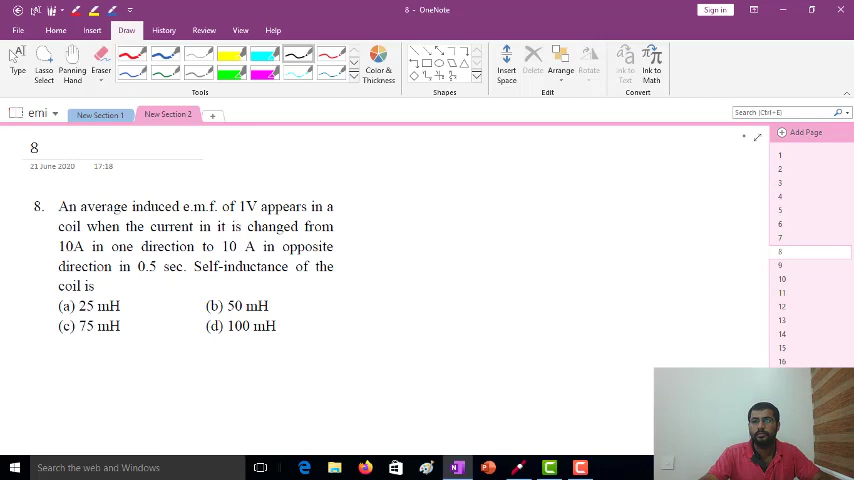 8 - OneNote
Sign in
File Home Insert Draw History Review View Help
Type
Lasso Select
Panning Hand
Eraser
Color & Thickness
Insert Space
Delete
Arrange
Rotate
Ink to Text
Ink to Math
Tools
Shapes
Edit
Convert
emi
New Section 1
New Section 2
Search (Ctrl+E)
Add Page
8
21 June 2020 17:18
8. An average induced e.m.f. of 1V appears in a
coil when the current in it is changed from
10A in one direction to 10 A in opposite
direction in 0.5 sec. Self-inductance of the
coil is
(a) 25 mH (b) 50 mH
(c) 75 mH (d) 100 mH
1
2
3
4
5
6
7
8
9
10
11
12
13
14
15
16
Search the web and Windows